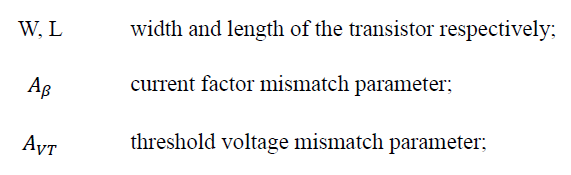 W, L width and length of the transistor respectively;
Aβ current factor mismatch parameter;
AVT threshold voltage mismatch parameter;